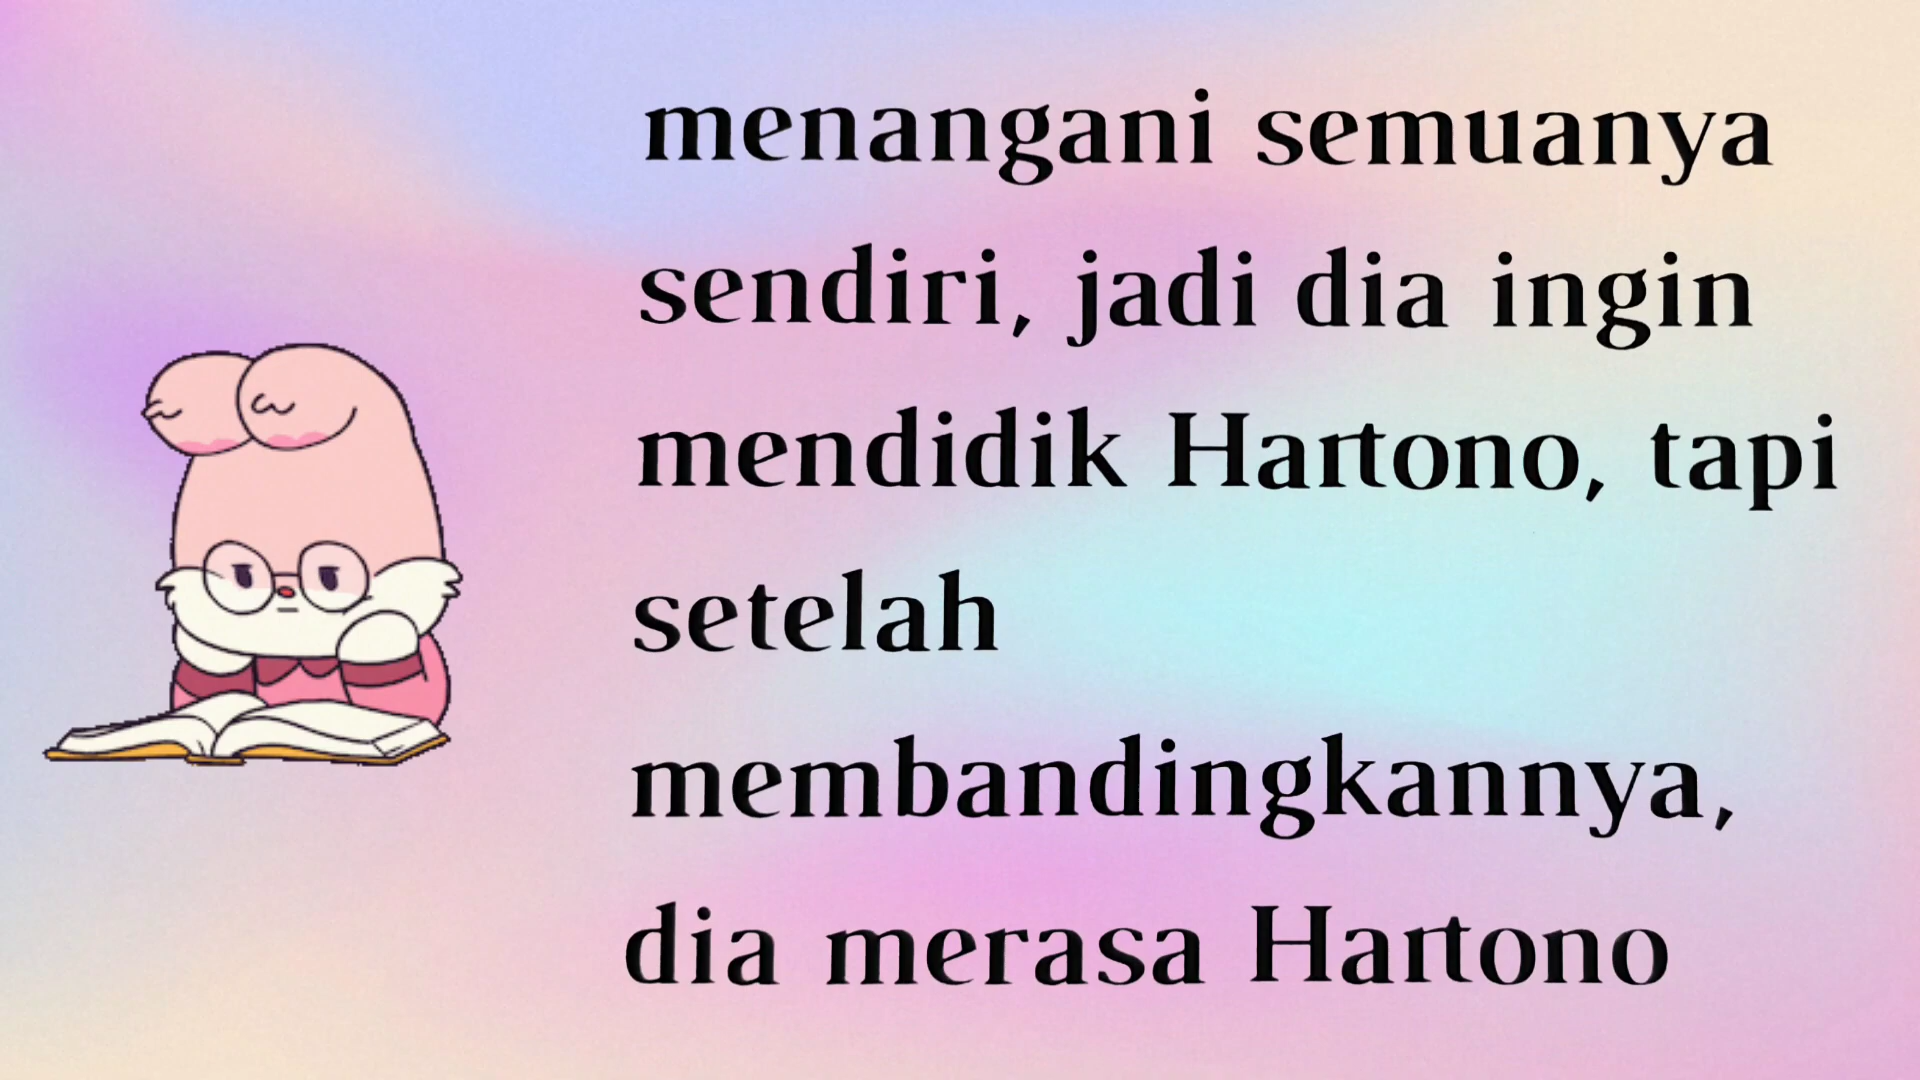 menangani semuanya
sendiri, jadi dia ingin
mendidik Hartono, tapi
setelah
membandingkannya,
dia merasa Hartono